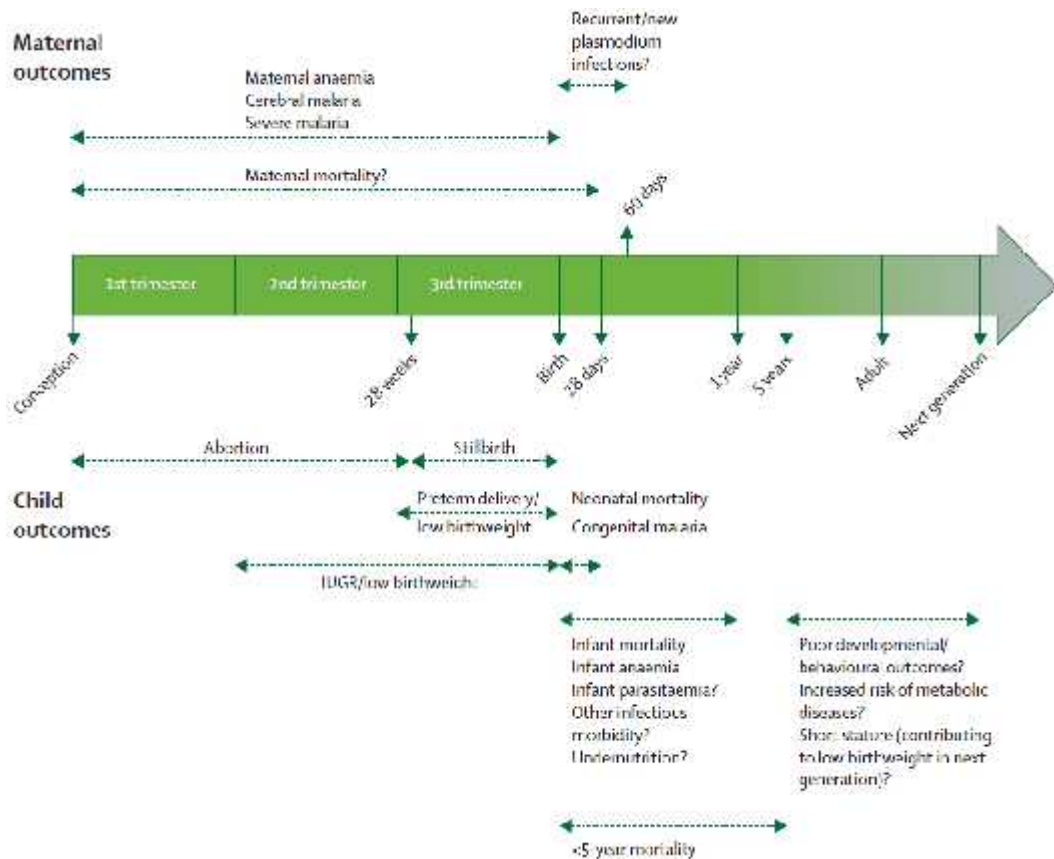 Maternal
outcomes
Recurrent/new
plasmodium
infections?
Maternal anaemia
Cerebral malaria
Severe malaria
Maternal mortality?
60 days
1st trimester
2nd trimester
3rd trimester
Conception
28 weeks
Birth
28 days
1 year
5 years
Adult
Next generation
Abortion
Stillbirth
Child
outcomes
Preterm delivery/
low birthweight
Neonatal mortality
Congenital malaria
IUGR/low birthweight
Infant mortality
Infant anaemia
Infant parasitaemia?
Other infectious
morbidity?
Undernutrition?
Poor developmental/
behavioural outcomes?
Increased risk of metabolic
diseases?
Short stature (contributing
to low birthweight in next
generation)?
<5-year mortality